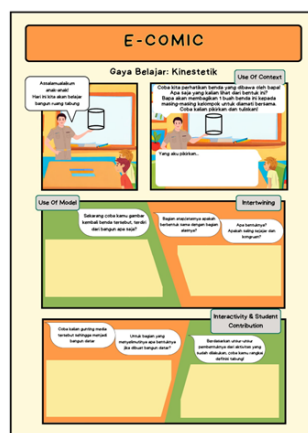 E-COMIC
Gaya Belajar: Kinestetik
Use Of Context
Assalamualaikum
anak-anak!
Hari ini kita akan belajar
bangun ruang tabung
Coba kita perhatikan benda yang dibawa oleh bapa!
Apa saja yang kalian lihat dari bentuk ini?
Bapa akan membagikan 1 buah benda ini kepada
masing-masing kelompok untuk diamati bersama.
Coba kalian pikirkan dan tuliskan!
Yang aku pikirkan...
Use Of Model
Intertwining
Sekarang coba kamu gambar
kembali benda tersebut, terdiri
dari bangun apa saja?
Bagian atas/atasnya apakah
berbentuk sama dengan bagian
alasnya?
Apa bentuknya?
Apakah saling sejajar dan
kongruen?
Interactivity & Student
Contribution
Coba kalian gunting media
tersebut sehingga menjadi
bangun datar
Untuk bagian yang
menyelimutinya apa bentuknya
jika dibuat bangun datar?
Berdasarkan unsur-unsur
pembentuknya dan aktivitas yang
sudah dilakukan, coba kamu rangkai
definisi tabung!